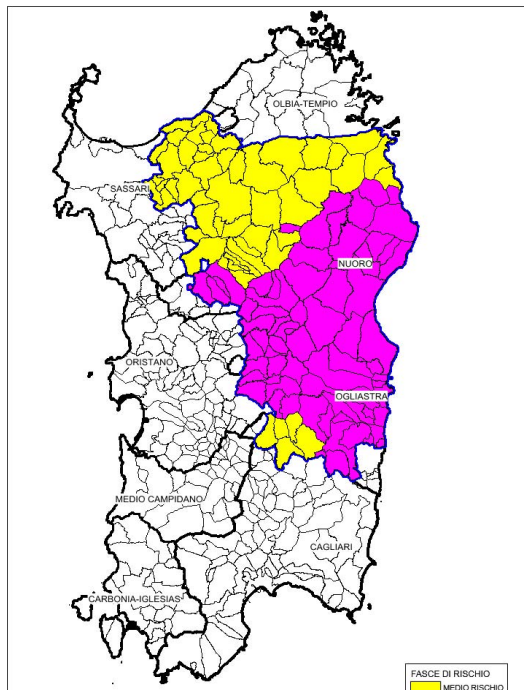 OLBIA-TEMPIO
SASSARI
NUORO
ORISTANO
OGLIASTRA
MEDIO CAMPIDANO
CAGLIARI
CARBONIA-IGLESIAS
FASCE DI RISCHIO
MEDIO RISCHIO